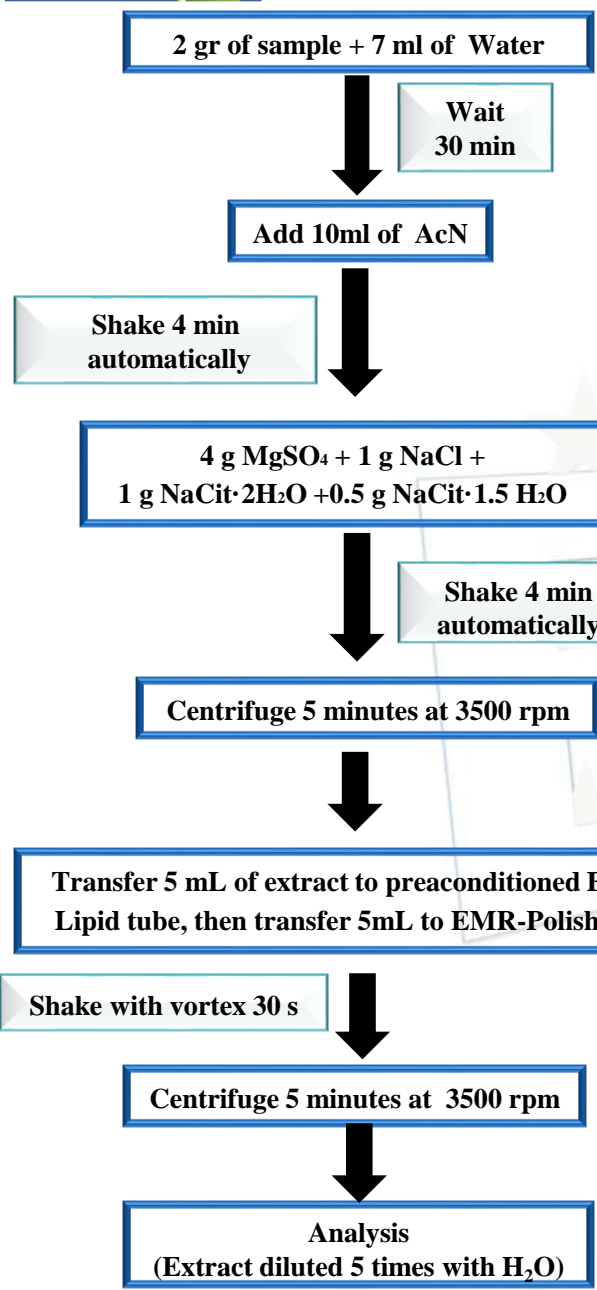 2 gr of sample + 7 ml of Water
Wait
30 min
Add 10ml of AcN
Shake 4 min
automatically
4 g MgSO₄ + 1 g NaCl +
1 g NaCit·2H₂O +0.5 g NaCit·1.5 H₂O
Shake 4 min
automatically
Centrifuge 5 minutes at 3500 rpm
Transfer 5 mL of extract to preaconditioned
Lipid tube, then transfer 5mL to EMR-Polish
Shake with vortex 30 s
Centrifuge 5 minutes at 3500 rpm
Analysis
(Extract diluted 5 times with H₂O)